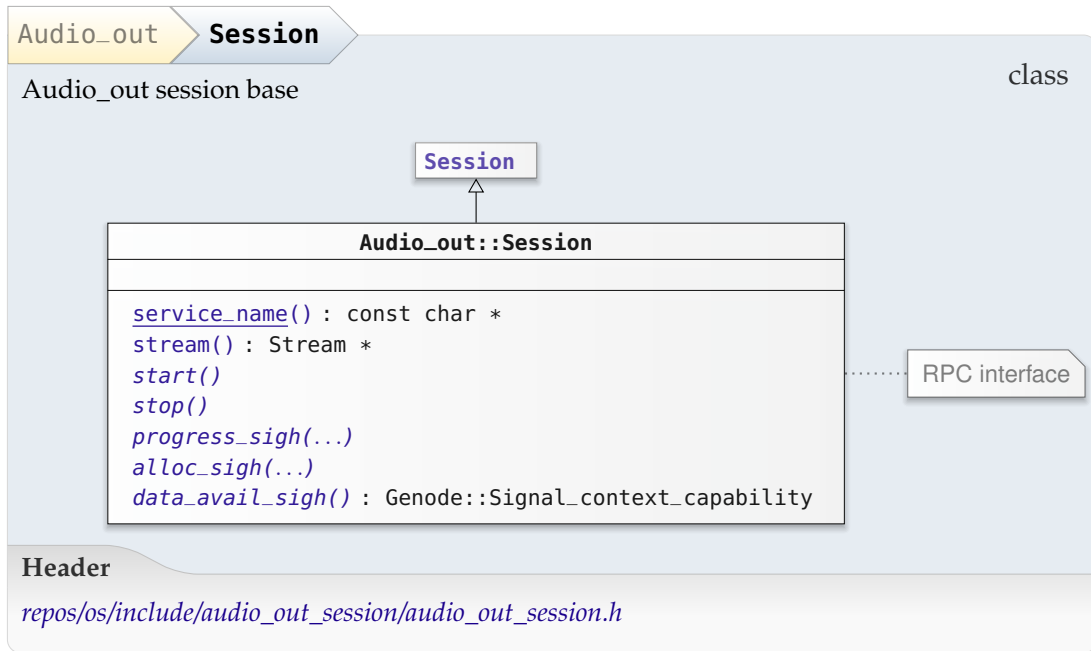 Audio_out Session
class
Audio_out session base
Session
Audio_out::Session
service_name() : const char *
stream() : Stream *
start()
stop()
progress_sigh(...)
alloc_sigh(...)
data_avail_sigh() : Genode::Signal_context_capability
RPC interface
Header
repos/os/include/audio_out_session/audio_out_session.h